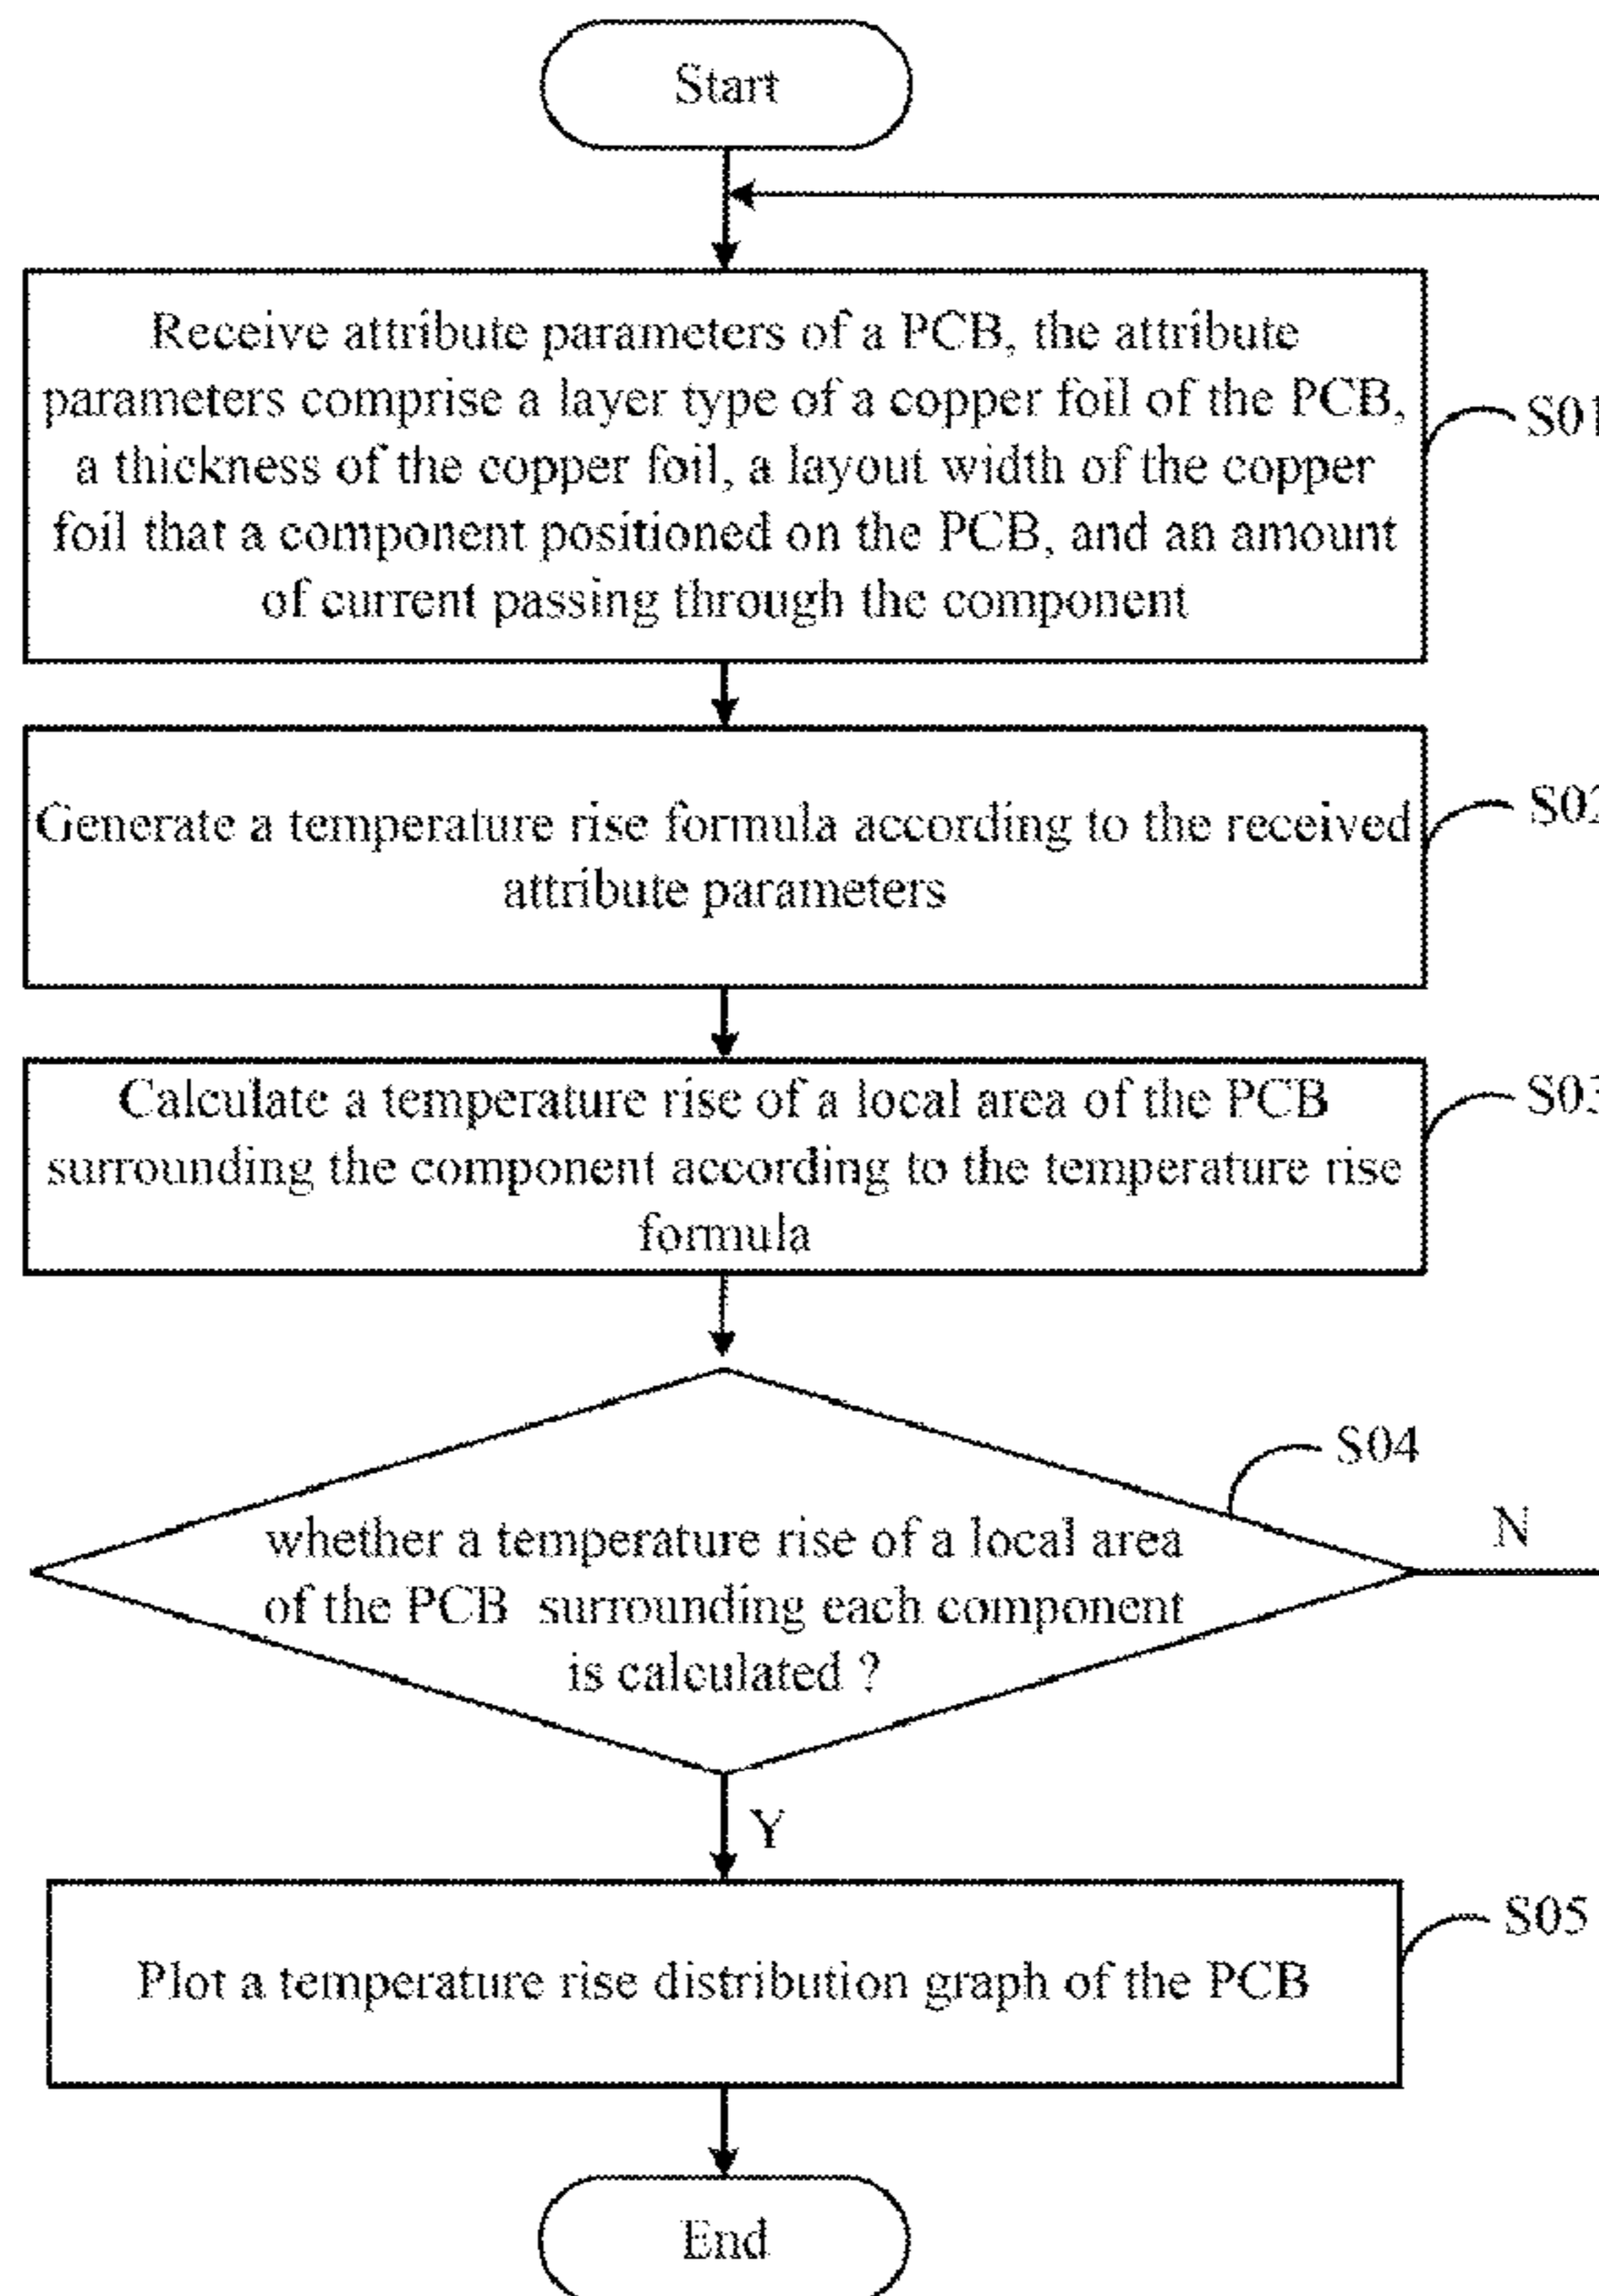 Start
Receive attribute parameters of a PCB, the attribute
parameters comprise a layer type of a copper foil of the PCB,
a thickness of the copper foil, a layout width of the copper
foil that a component positioned on the PCB, and an amount
of current passing through the component
S01
Generate a temperature rise formula according to the received
attribute parameters
S02
Calculate a temperature rise of a local area of the PCB
surrounding the component according to the temperature rise
formula
S03
S04
whether a temperature rise of a local area
of the PCB surrounding each component
is calculated ?
N
Y
Plot a temperature rise distribution graph of the PCB
S05
End